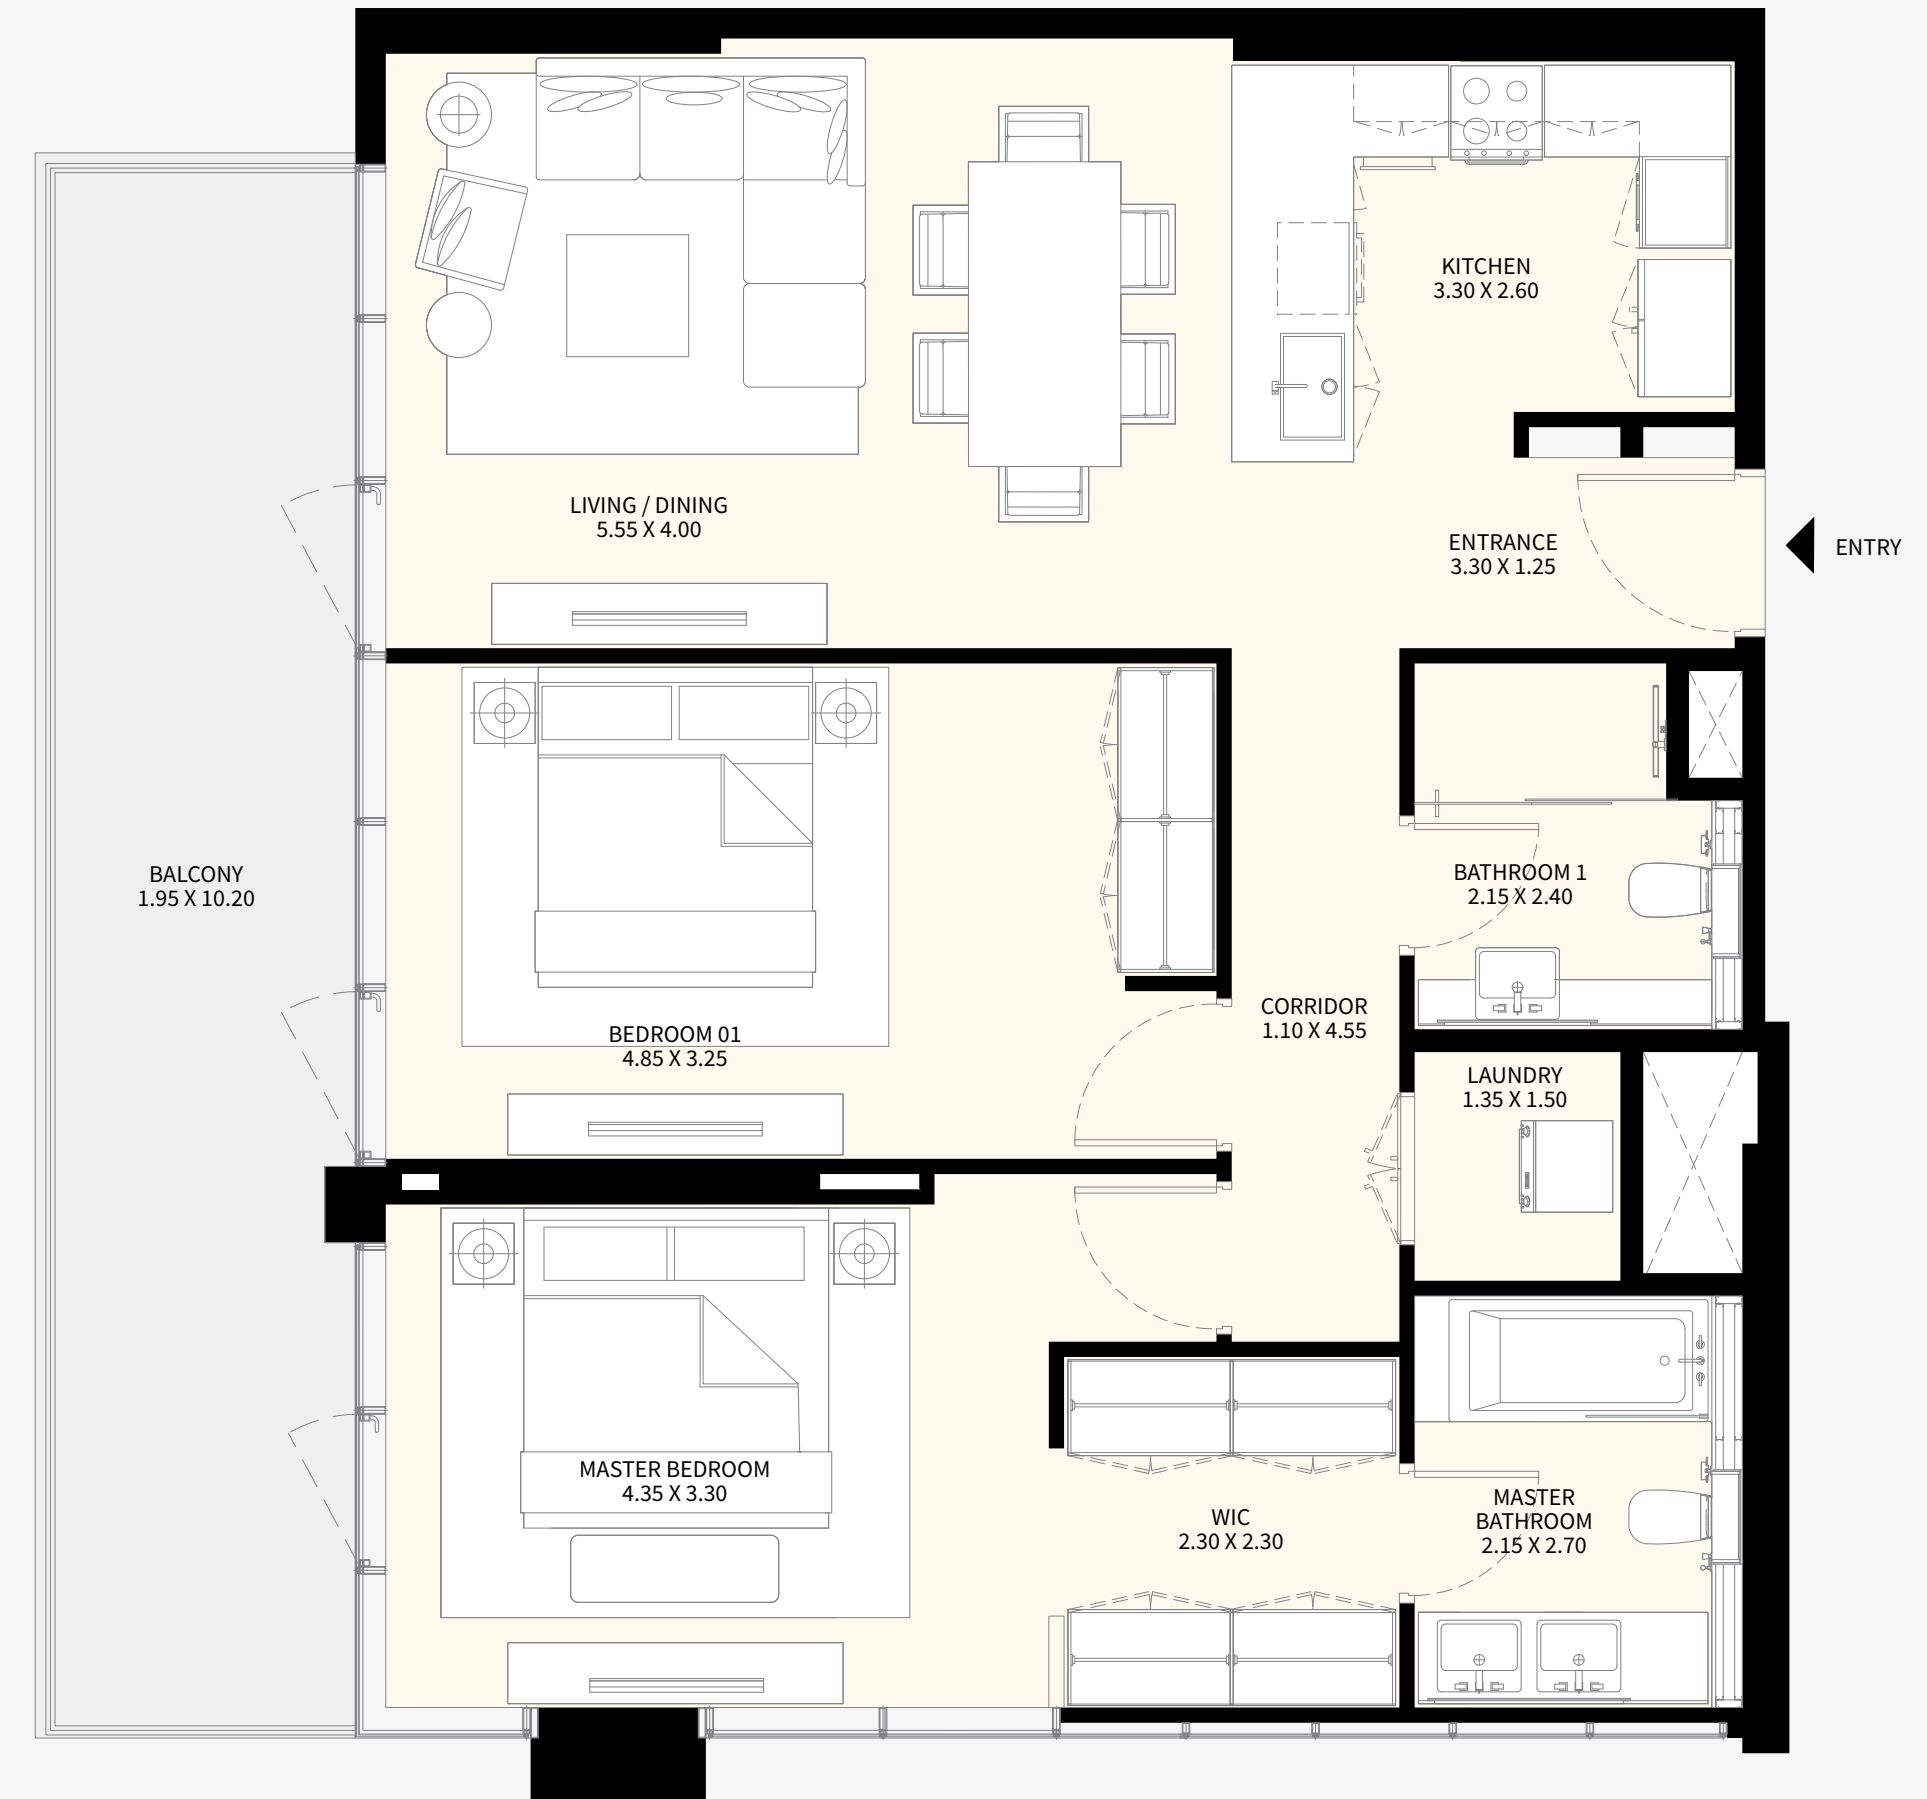 KITCHEN
3.30 X 2.60
LIVING / DINING
5.55 X 4.00
ENTRANCE
3.30 X 1.25
ENTRY
BALCONY
1.95 X 10.20
BATHROOM 1
2.15 X 2.40
BEDROOM 01
4.85 X 3.25
CORRIDOR
1.10 X 4.55
LAUNDRY
1.35 X 1.50
MASTER BEDROOM
4.35 X 3.30
WIC
2.30 X 2.30
MASTER
BATHROOM
2.15 X 2.70